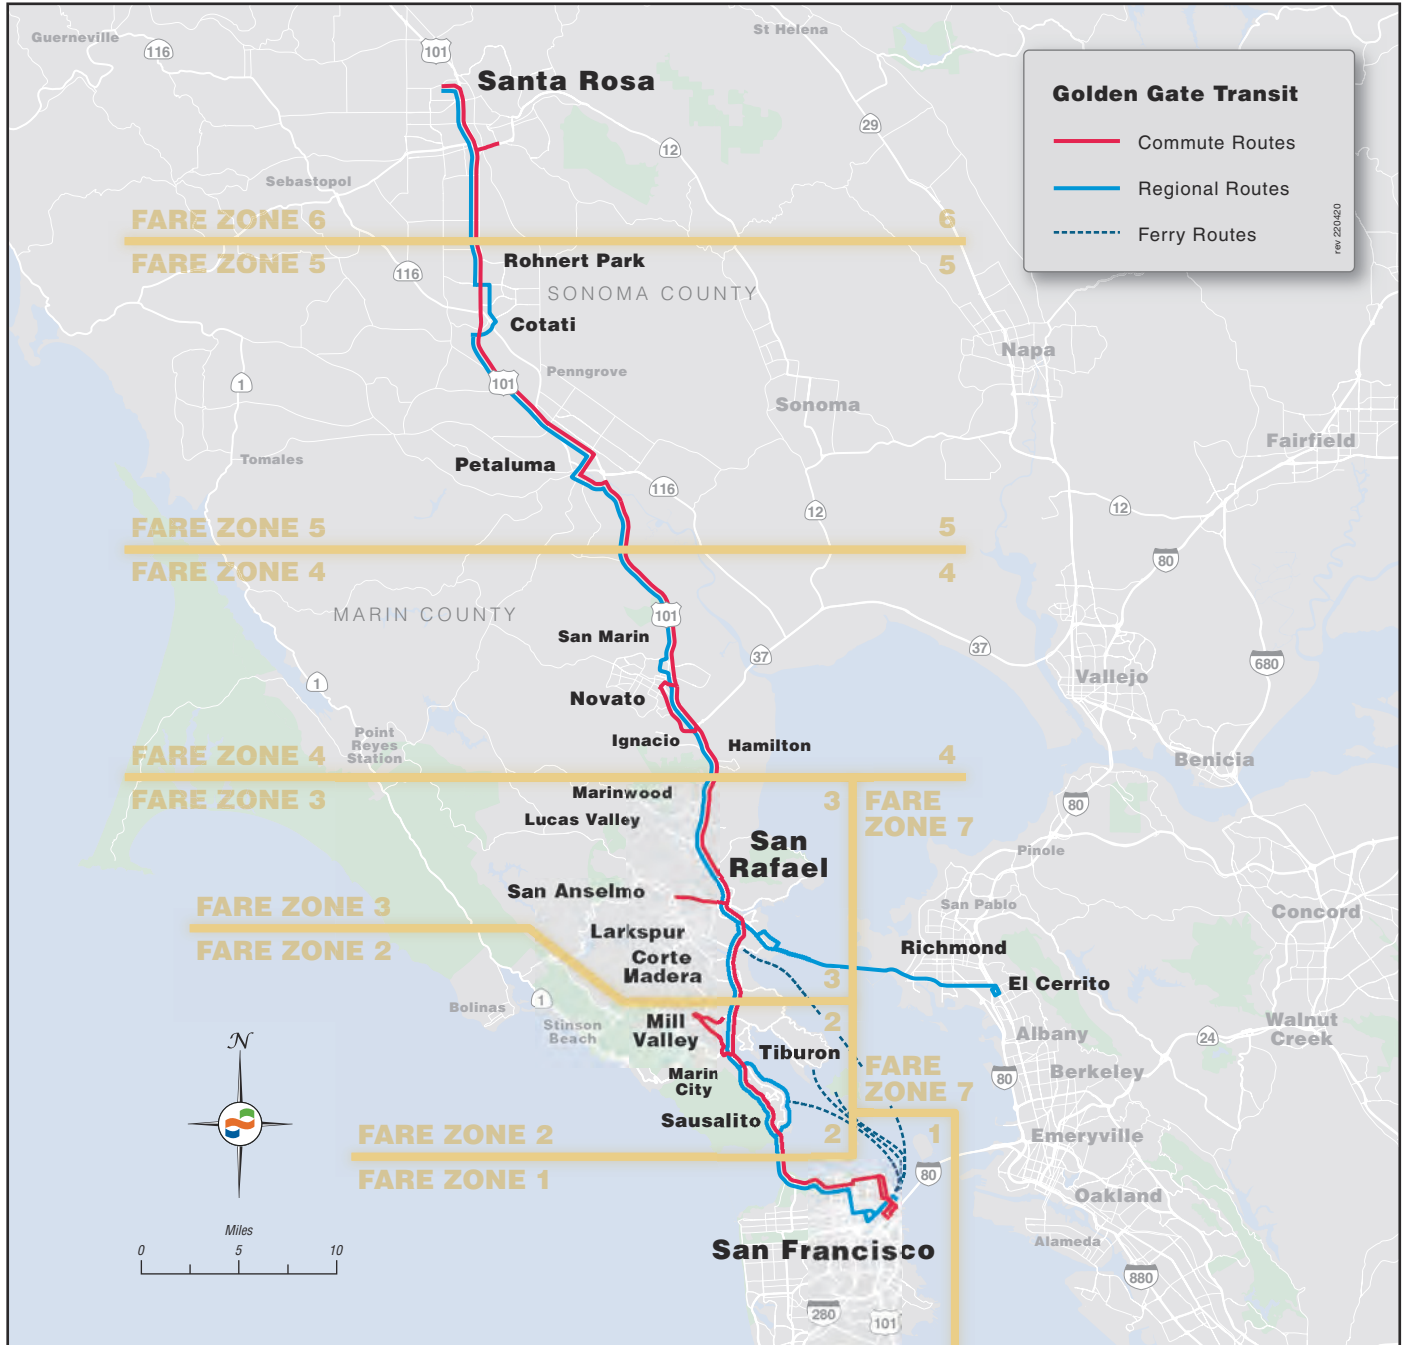 Guerneville
116
101
St Helena
Santa Rosa
Golden Gate Transit
Commute Routes
Regional Routes
Ferry Routes
rev 220420
29
12
Sebastopol
FARE ZONE 6
6
FARE ZONE 5
5
Rohnert Park
116
SONOMA COUNTY
Cotati
Napa
101
Penngrove
1
Sonoma
Fairfield
Tomales
Petaluma
116
12
12
FARE ZONE 5
5
FARE ZONE 4
4
80
MARIN COUNTY
101
San Marin
37
37
680
Vallejo
1
Novato
Point
Reyes
Station
Ignacio
Hamilton
FARE ZONE 4
4
Benicia
FARE ZONE 3
3
FARE
ZONE 7
Marinwood
Lucas Valley
80
San
Rafael
Pinole
San Anselmo
San Pablo
FARE ZONE 3
Concord
FARE ZONE 2
Larkspur
Corte
Madera
Richmond
3
El Cerrito
Bolinas
1
Stinson
Beach
Mill
Valley
2
Tiburon
Albany
24
Walnut
Creek
N
Marin
City
FARE
ZONE 7
80
Berkeley
Sausalito
FARE ZONE 2
2
1
Emeryville
FARE ZONE 1
80
Oakland
Miles
0
5
10
San Francisco
Alameda
880
280
101